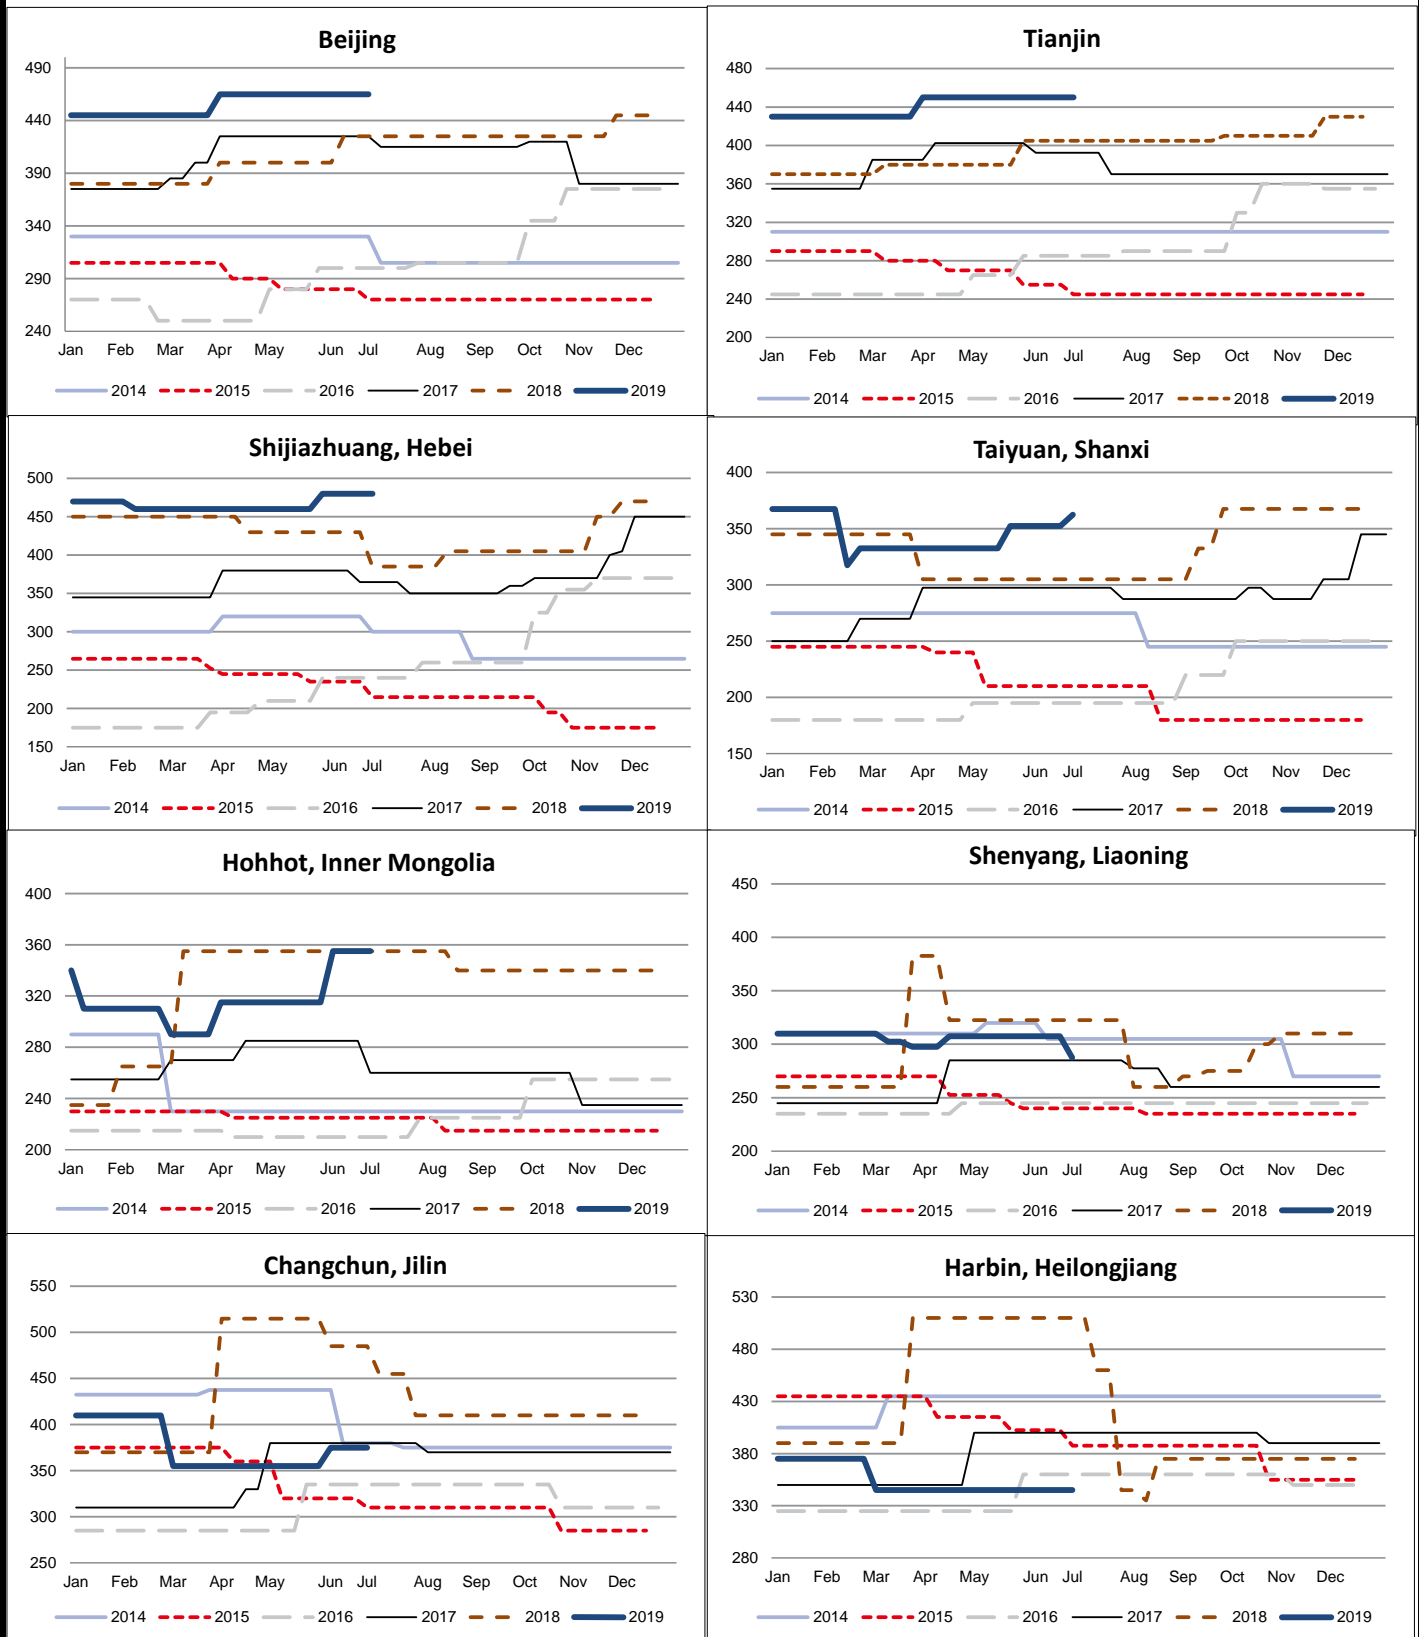 Beijing
490
440
390
340
290
240
Jan Feb Mar Apr May Jun Jul Aug Sep Oct Nov Dec
2014 2015 2016 2017 2018 2019
Tianjin
480
440
400
360
320
280
240
200
Jan Feb Mar Apr May Jun Jul Aug Sep Oct Nov Dec
2014 2015 2016 2017 2018 2019
Shijiazhuang, Hebei
500
450
400
350
300
250
200
150
Jan Feb Mar Apr May Jun Jul Aug Sep Oct Nov Dec
2014 2015 2016 2017 2018 2019
Taiyuan, Shanxi
400
350
300
250
200
150
Jan Feb Mar Apr May Jun Jul Aug Sep Oct Nov Dec
2014 2015 2016 2017 2018 2019
Hohhot, Inner Mongolia
400
360
320
280
240
200
Jan Feb Mar Apr May Jun Jul Aug Sep Oct Nov Dec
2014 2015 2016 2017 2018 2019
Shenyang, Liaoning
450
400
350
300
250
200
Jan Feb Mar Apr May Jun Jul Aug Sep Oct Nov Dec
2014 2015 2016 2017 2018 2019
Changchun, Jilin
550
500
450
400
350
300
250
Jan Feb Mar Apr May Jun Jul Aug Sep Oct Nov Dec
2014 2015 2016 2017 2018 2019
Harbin, Heilongjiang
530
480
430
380
330
280
Jan Feb Mar Apr May Jun Jul Aug Sep Oct Nov Dec
2014 2015 2016 2017 2018 2019